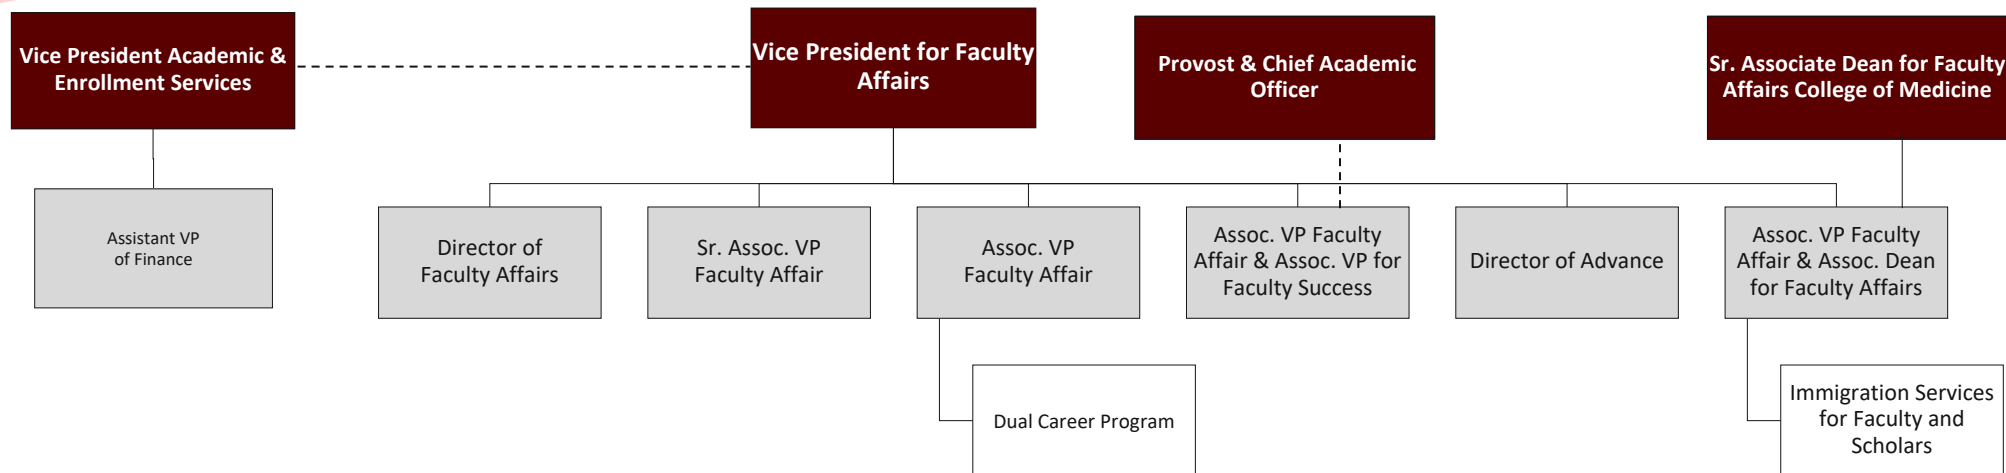 Vice President Academic &
Enrollment Services
Vice President for Faculty
Affairs
Provost & Chief Academic
Officer
Sr. Associate Dean for Faculty
Affairs College of Medicine
Assistant VP
of Finance
Director of
Faculty Affairs
Sr. Assoc. VP
Faculty Affair
Assoc. VP
Faculty Affair
Assoc. VP Faculty
Affair & Assoc. VP for
Faculty Success
Director of Advance
Assoc. VP Faculty
Affair & Assoc. Dean
for Faculty Affairs
Dual Career Program
Immigration Services
for Faculty and
Scholars